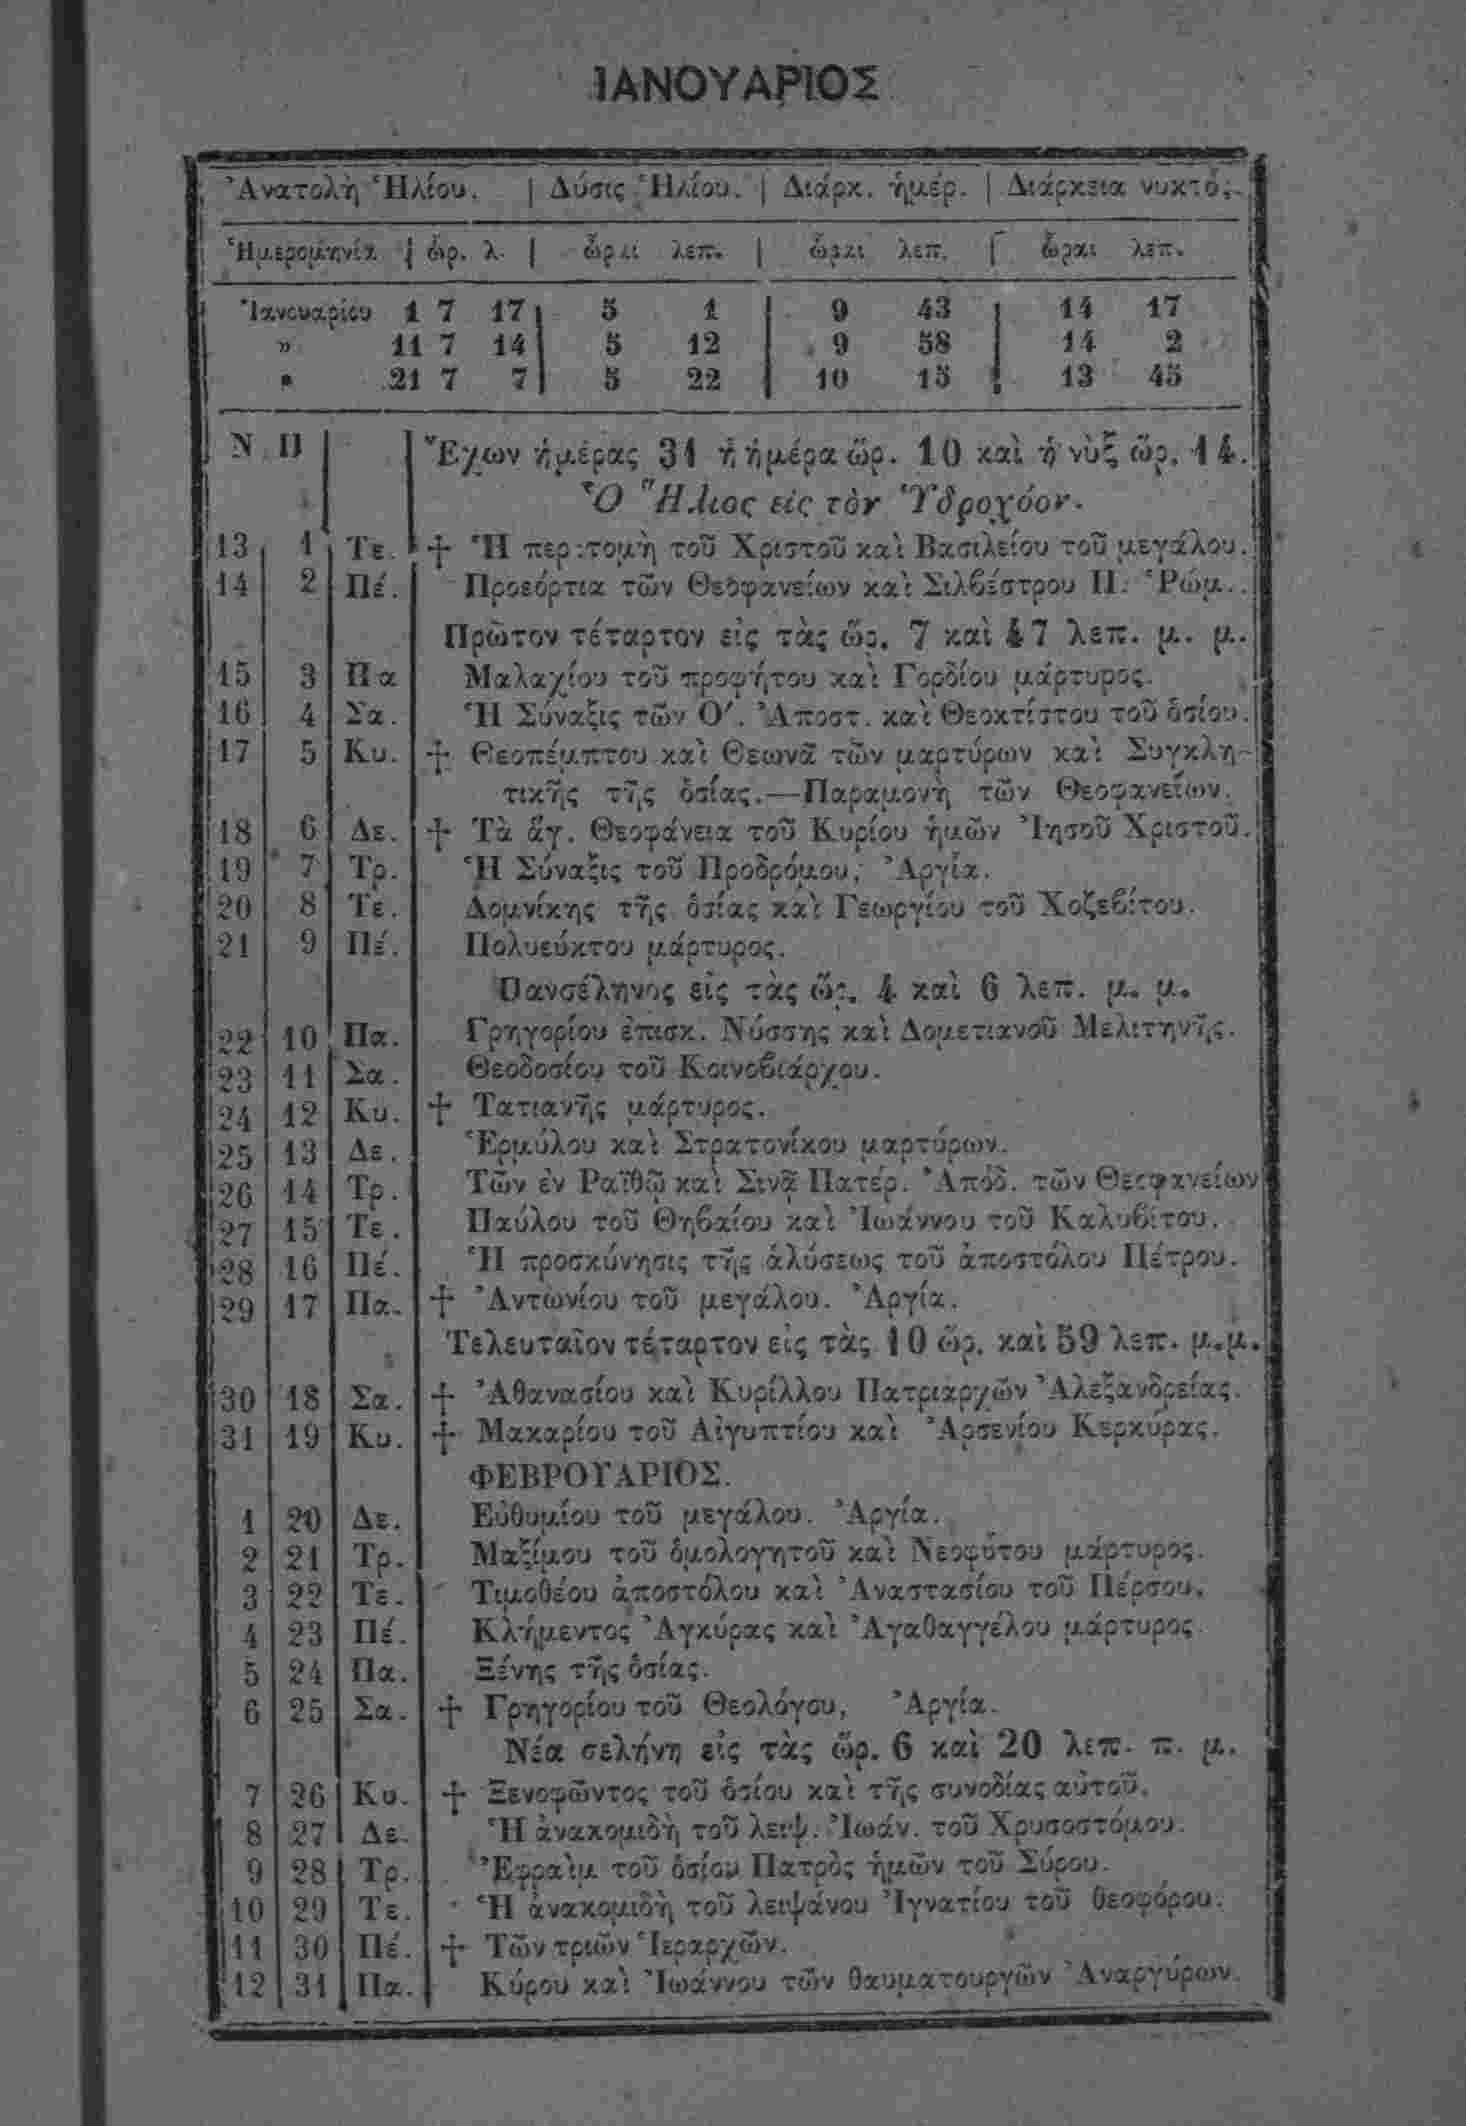 ΙΑΝΟΥΑΡΙΟΣ
Ἀνατολὴ Ἡλίου. | Δύσις Ἡλίου. | Διάρκ. ἡμέρ. | Διάρκεια νυκτός.
Ἡμερομηνία | ὥρ. λ. | ὧραι λεπ. | ὧραι λεπ. | ὧραι λεπ.
Ἰανουαρίου 1 7 17 | 5 1 | 9 43 | 14 17
» 11 7 14 | 5 12 | 9 58 | 14 2
» 21 7 7 | 5 22 | 10 15 | 13 45
Ν. Π Ἔχων ἡμέρας 31 ἡ ἡμέρα ὥρ. 10 καὶ ἡ νὺξ ὥρ. 14.
Ὁ Ἥλιος εἰς τὸν Ὑδροχόον.
13 1 Τε. † Ἡ περιτομὴ τοῦ Χριστοῦ καὶ Βασιλείου τοῦ μεγάλου.
14 2 Πέ. Προεόρτια τῶν Θεοφανείων καὶ Σιλβέστρου Π. Ῥώμ.
Πρῶτον τέταρτον εἰς τὰς ὥρ. 7 καὶ 47 λεπ. μ. μ.
15 3 Πα Μαλαχίου τοῦ προφήτου καὶ Γορδίου μάρτυρος.
16 4 Σα. Ἡ Σύναξις τῶν Ο΄. Ἀποστ. καὶ Θεοκτίστου τοῦ ὁσίου.
17 5 Κυ. † Θεοπέμπτου καὶ Θεωνᾶ τῶν μαρτύρων καὶ Συγκλη-
τικῆς τῆς ὁσίας.—Παραμονὴ τῶν Θεοφανείων.
18 6 Δε. † Τὰ ἅγ. Θεοφάνεια τοῦ Κυρίου ἡμῶν Ἰησοῦ Χριστοῦ.
19 7 Τρ. Ἡ Σύναξις τοῦ Προδρόμου, Ἀργία.
20 8 Τε. Δομνίκης τῆς ὁσίας καὶ Γεωργίου τοῦ Χοζεβίτου.
21 9 Πέ. Πολυεύκτου μάρτυρος.
Πανσέληνος εἰς τὰς ὥρ. 4 καὶ 6 λεπ. μ. μ.
22 10 Πα. Γρηγορίου ἐπισκ. Νύσσης καὶ Δομετιανοῦ Μελιτηνῆς.
23 11 Σα. Θεοδοσίου τοῦ Κοινοβιάρχου.
24 12 Κυ. † Τατιανῆς μάρτυρος.
25 13 Δε. Ἑρμύλου καὶ Στρατονίκου μαρτύρων.
26 14 Τρ. Τῶν ἐν Ραϊθῷ καὶ Σινᾷ Πατέρ. Ἀπόδ. τῶν Θεοφανείων
27 15 Τε. Παύλου τοῦ Θηβαίου καὶ Ἰωάννου τοῦ Καλυβίτου.
28 16 Πέ. Ἡ προσκύνησις τῆς ἁλύσεως τοῦ ἀποστόλου Πέτρου.
29 17 Πα. † Ἀντωνίου τοῦ μεγάλου. Ἀργία.
Τελευταῖον τέταρτον εἰς τὰς 10 ὥρ. καὶ 59 λεπ. μ.μ.
30 18 Σα. † Ἀθανασίου καὶ Κυρίλλου Πατριαρχῶν Ἀλεξανδρείας.
31 19 Κυ. † Μακαρίου τοῦ Αἰγυπτίου καὶ Ἀρσενίου Κερκύρας.
ΦΕΒΡΟΥΑΡΙΟΣ.
1 20 Δε. Εὐθυμίου τοῦ μεγάλου. Ἀργία.
2 21 Τρ. Μαξίμου τοῦ ὁμολογητοῦ καὶ Νεοφύτου μάρτυρος.
3 22 Τε. Τιμοθέου ἀποστόλου καὶ Ἀναστασίου τοῦ Πέρσου.
4 23 Πέ. Κλήμεντος Ἀγκύρας καὶ Ἀγαθαγγέλου μάρτυρος.
5 24 Πα. Ξένης τῆς ὁσίας.
6 25 Σα. † Γρηγορίου τοῦ Θεολόγου, Ἀργία.
Νέα σελήνη εἰς τὰς ὥρ. 6 καὶ 20 λεπ. π. μ.
7 26 Κυ. † Ξενοφῶντος τοῦ ὁσίου καὶ τῆς συνοδίας αὐτοῦ.
8 27 Δε. Ἡ ἀνακομιδὴ τοῦ λειψ. Ἰωάν. τοῦ Χρυσοστόμου.
9 28 Τρ. Ἐφραὶμ τοῦ ὁσίου Πατρὸς ἡμῶν τοῦ Σύρου.
10 29 Τε. Ἡ ἀνακομιδὴ τοῦ λειψάνου Ἰγνατίου τοῦ θεοφόρου.
11 30 Πέ. † Τῶν τριῶν Ἱεραρχῶν.
12 31 Πα. Κύρου καὶ Ἰωάννου τῶν θαυματουργῶν Ἀναργύρων.